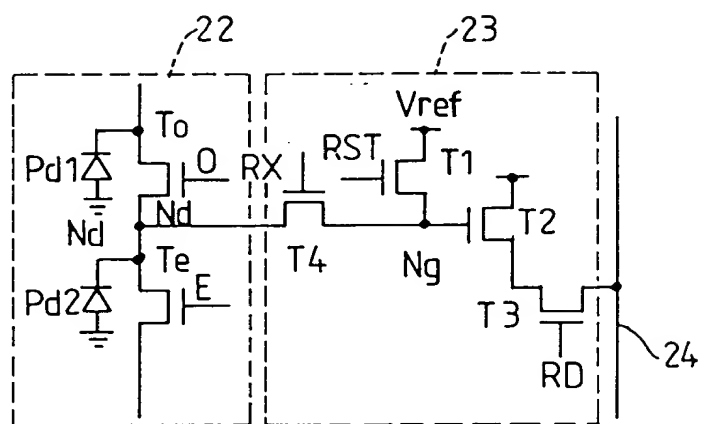 22
23
Vref
To
Pd1
O
RX
RST
T1
Nd
Nd
T2
Te
T4
Ng
Pd2
E
T3
RD
24